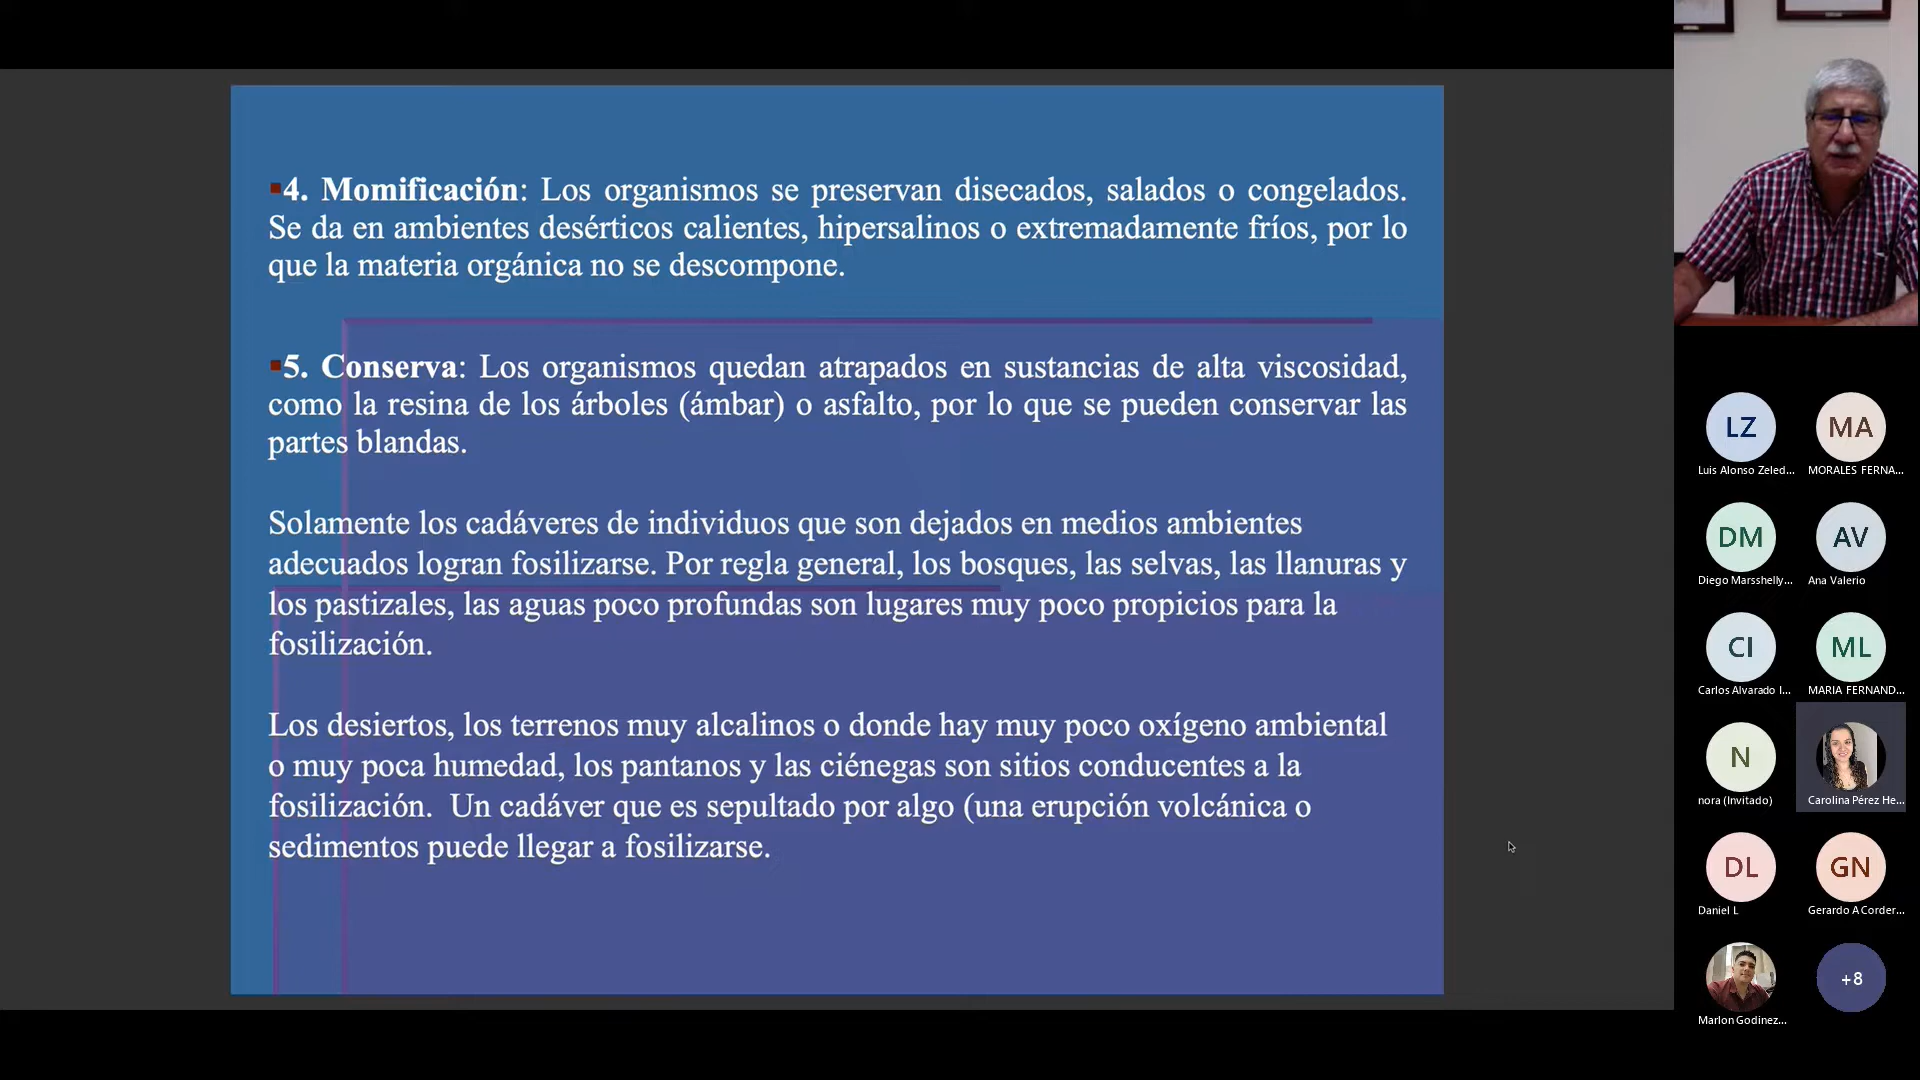 4. Momificación: Los organismos se preservan disecados, salados o congelados.
Se da en ambientes desérticos calientes, hipersalinos o extremadamente fríos, por lo
que la materia orgánica no se descompone.
5. Conserva: Los organismos quedan atrapados en sustancias de alta viscosidad,
como la resina de los árboles (ámbar) o asfalto, por lo que se pueden conservar las
partes blandas.
Solamente los cadáveres de individuos que son dejados en medios ambientes
adecuados logran fosilizarse. Por regla general, los bosques, las selvas, las llanuras y
los pastizales, las aguas poco profundas son lugares muy poco propicios para la
fosilización.
Los desiertos, los terrenos muy alcalinos o donde hay muy poco oxígeno ambiental
o muy poca humedad, los pantanos y las ciénegas son sitios conducentes a la
fosilización. Un cadáver que es sepultado por algo (una erupción volcánica o
sedimentos puede llegar a fosilizarse.
LZ
Luis Alonso Zeled...
MA
MORALES FERNA...
DM
Diego Marsshelly...
AV
Ana Valerio
CI
Carlos Alvarado I...
ML
MARIA FERNAND...
N
nora (Invitado)
Carolina Pérez He...
DL
Daniel L
GN
Gerardo A Corder...
Marlon Godinez...
+8